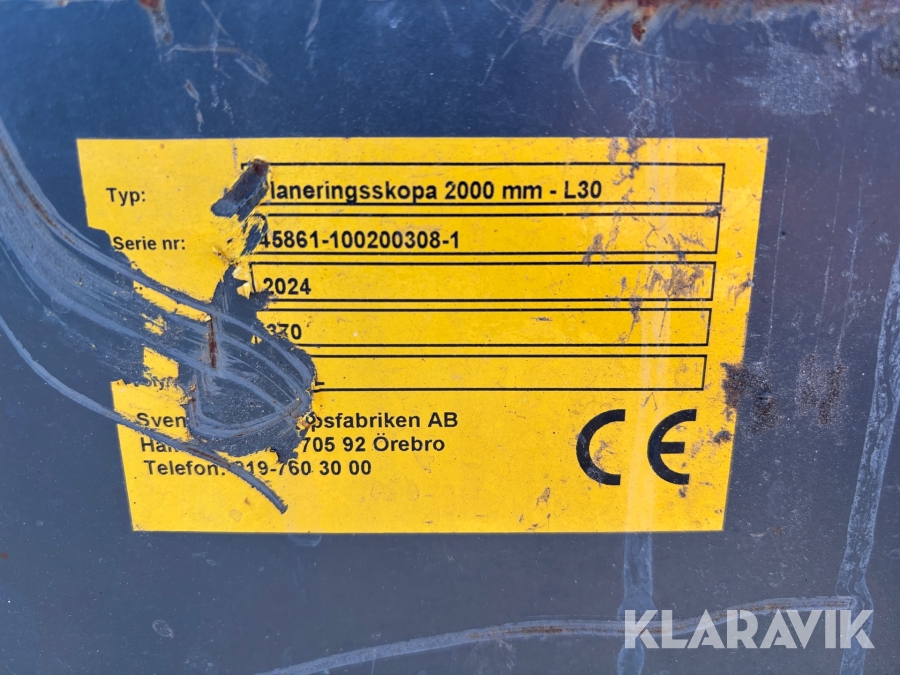 Typ: laneringsskopa 2000 mm - L30
Serie nr: 45861-100200308-1
2024
370
L
Sven psfabriken AB
705 92 Örebro
Telefon: 019-760 30 00
CE
KLARAVIK